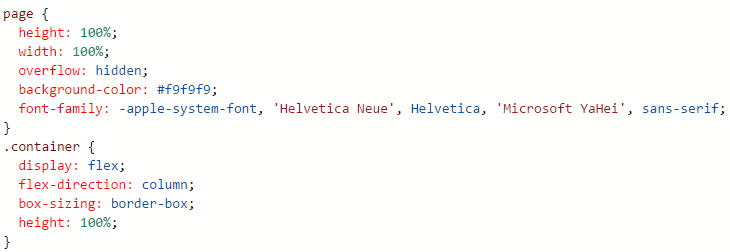 page {
  height: 100%;
  width: 100%;
  overflow: hidden;
  background-color: #f9f9f9;
  font-family: -apple-system-font, 'Helvetica Neue', Helvetica, 'Microsoft YaHei', sans-serif;
}
.container {
  display: flex;
  flex-direction: column;
  box-sizing: border-box;
  height: 100%;
}